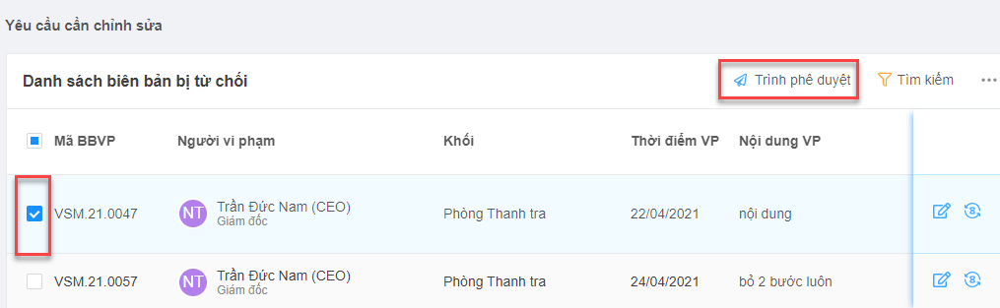 Yêu cầu cần chỉnh sửa
Danh sách biên bản bị từ chối Trình phê duyệt Tìm kiếm
Mã BBVP Người vi phạm Khối Thời điểm VP Nội dung VP
VSM.21.0047 NT Trần Đức Nam (CEO) Phòng Thanh tra 22/04/2021 nội dung
Giám đốc
VSM.21.0057 NT Trần Đức Nam (CEO) Phòng Thanh tra 24/04/2021 bỏ 2 bước luôn
Giám đốc